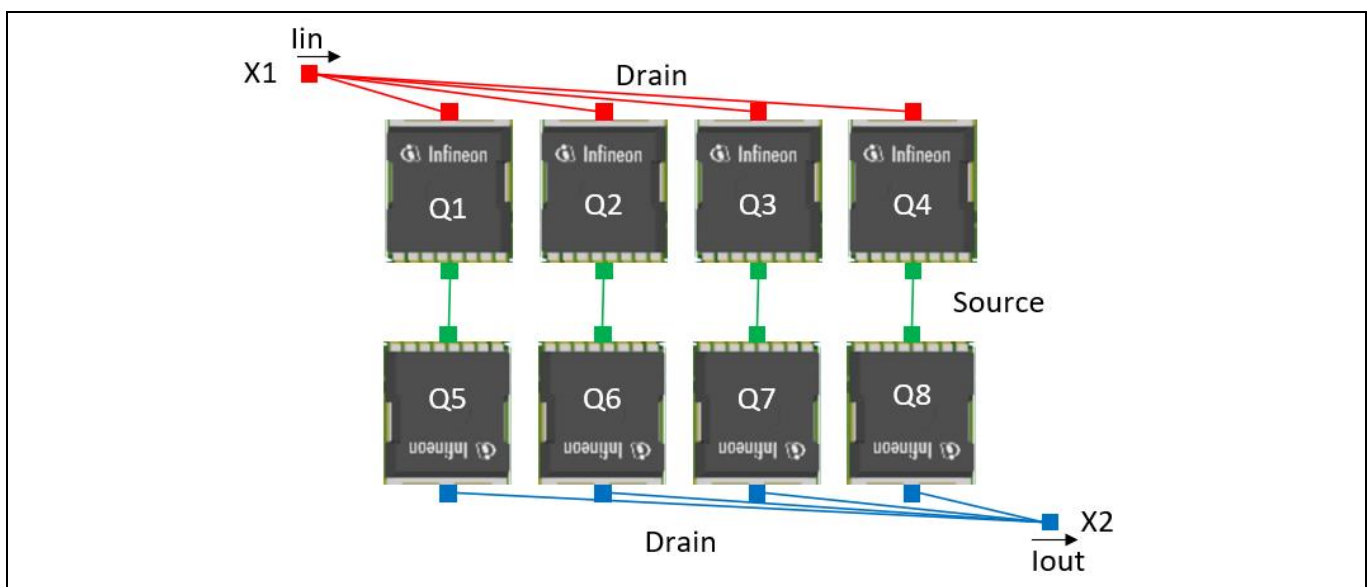 Iin
X1
Drain
Infineon
Infineon
Infineon
Infineon
Q1
Q2
Q3
Q4
Source
Q5
Q6
Q7
Q8
Infineon
Infineon
Infineon
Infineon
X2
Drain
Iout